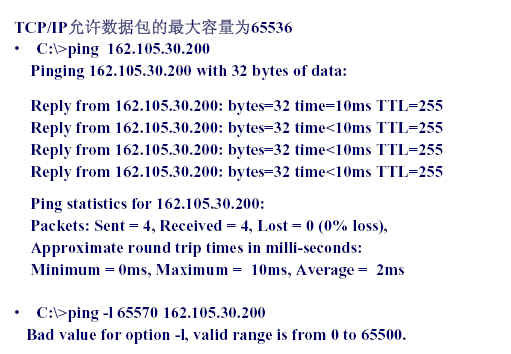 TCP/IP允许数据包的最大容量为65536
• C:\>ping 162.105.30.200
Pinging 162.105.30.200 with 32 bytes of data:
Reply from 162.105.30.200: bytes=32 time=10ms TTL=255
Reply from 162.105.30.200: bytes=32 time<10ms TTL=255
Reply from 162.105.30.200: bytes=32 time<10ms TTL=255
Reply from 162.105.30.200: bytes=32 time<10ms TTL=255
Ping statistics for 162.105.30.200:
Packets: Sent = 4, Received = 4, Lost = 0 (0% loss),
Approximate round trip times in milli-seconds:
Minimum = 0ms, Maximum = 10ms, Average = 2ms
• C:\>ping -l 65570 162.105.30.200
Bad value for option -l, valid range is from 0 to 65500.